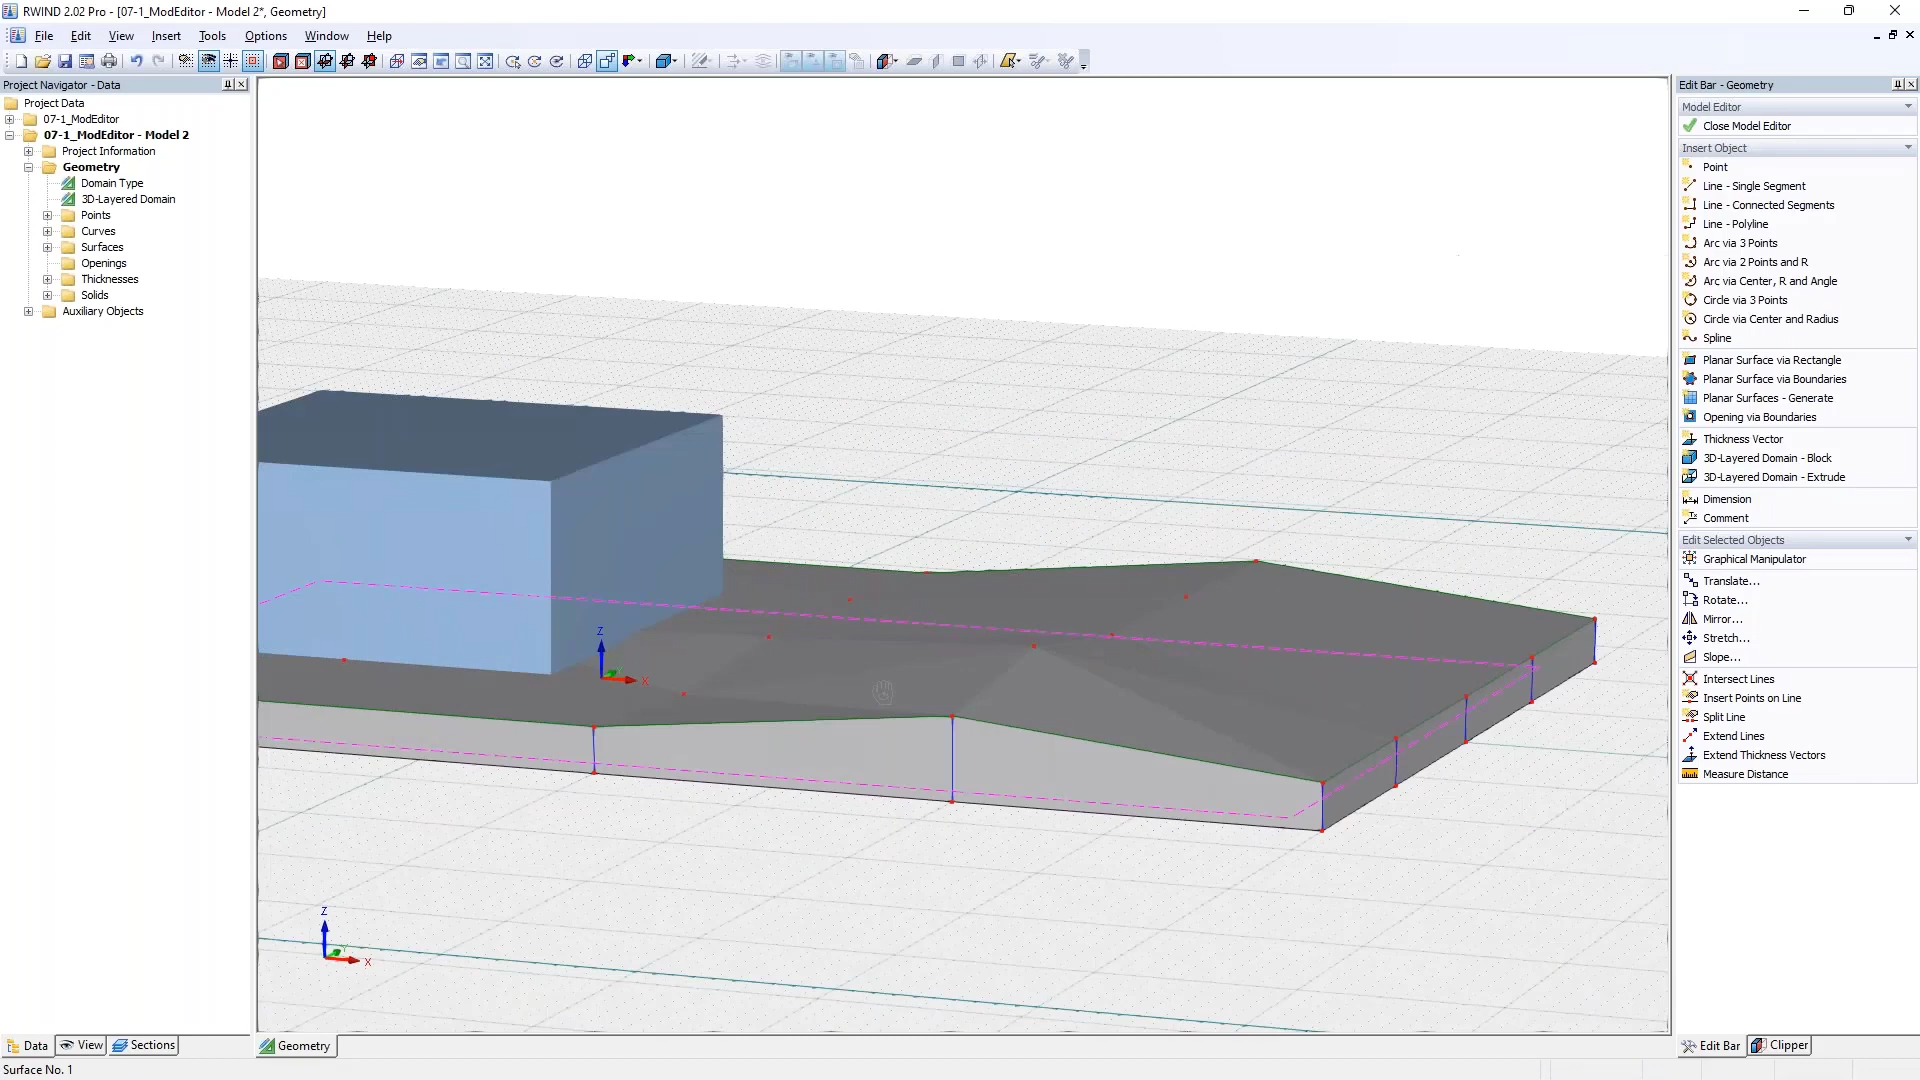 RWIND 2.02 Pro - [07-1_ModEditor - Model 2*, Geometry]
File Edit View Insert Tools Options Window Help
Project Navigator - Data
Project Data
07-1_ModEditor
07-1_ModEditor - Model 2
Project Information
Geometry
Domain Type
3D-Layered Domain
Points
Curves
Surfaces
Openings
Thicknesses
Solids
Auxiliary Objects
Z
X
Z
Y
X
Edit Bar - Geometry
Model Editor
Close Model Editor
Insert Object
Point
Line - Single Segment
Line - Connected Segments
Line - Polyline
Arc via 3 Points
Arc via 2 Points and R
Arc via Center, R and Angle
Circle via 3 Points
Circle via Center and Radius
Spline
Planar Surface via Rectangle
Planar Surface via Boundaries
Planar Surfaces - Generate
Opening via Boundaries
Thickness Vector
3D-Layered Domain - Block
3D-Layered Domain - Extrude
Dimension
Comment
Edit Selected Objects
Graphical Manipulator
Translate...
Rotate...
Mirror...
Stretch...
Slope...
Intersect Lines
Insert Points on Line
Split Line
Extend Lines
Extend Thickness Vectors
Measure Distance
Data View Sections
Geometry
Edit Bar Clipper
Surface No. 1